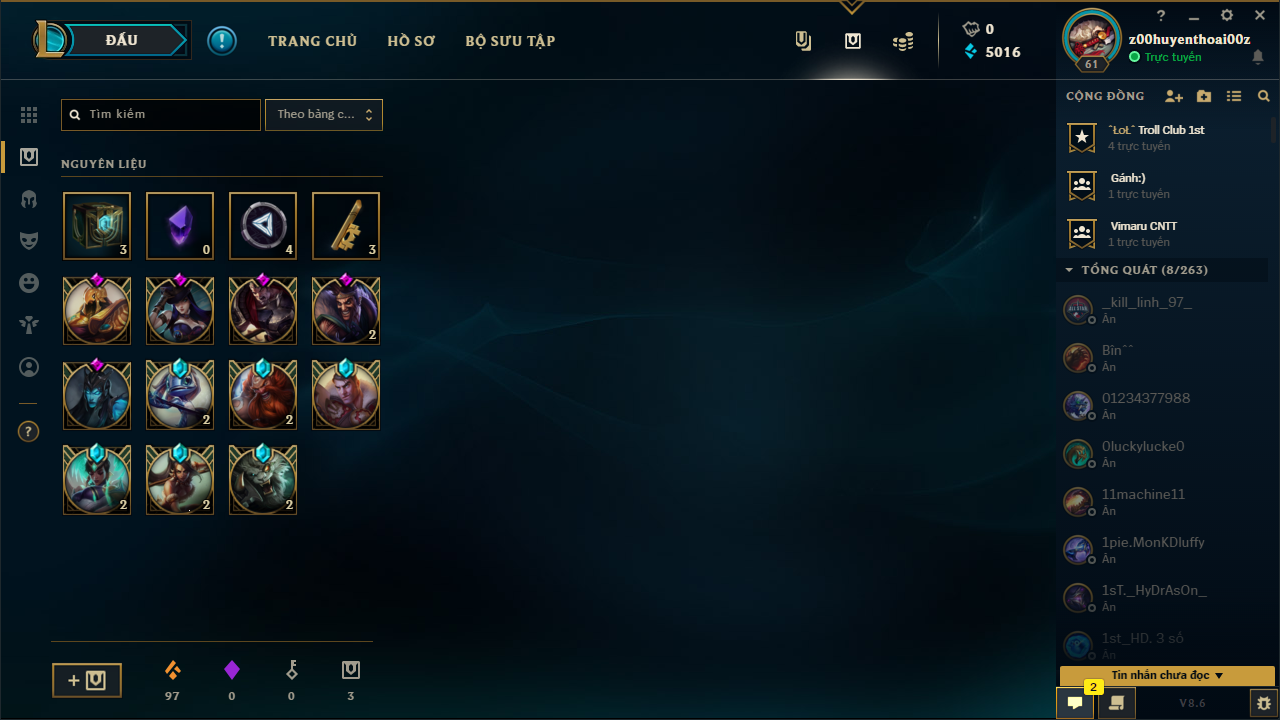 ĐẤU
!
TRANG CHỦ
HỒ SƠ
BỘ SƯU TẬP
0
5016
?
61
z00huyenthoai00z
Trực tuyến
Tìm kiếm
Theo bảng c...
CỘNG ĐỒNG
ˆŁoŁˆ Troll Club 1st
4 trực tuyến
Gánh:)
1 trực tuyến
Vimaru CNTT
1 trực tuyến
TỔNG QUÁT (8/263)
NGUYÊN LIỆU
3
0
4
3
2
2
2
2
2
2
?
_kill_linh_97_
Ẩn
Bînˆˆ
Ẩn
01234377988
Ẩn
0luckylucke0
Ẩn
11machine11
Ẩn
1pie.MonKDluffy
Ẩn
1sT._HyDrAsOn_
Ẩn
1st_HD. 3 số
Ẩn
Tin nhắn chưa đọc
+
97
0
0
3
2
V8.6